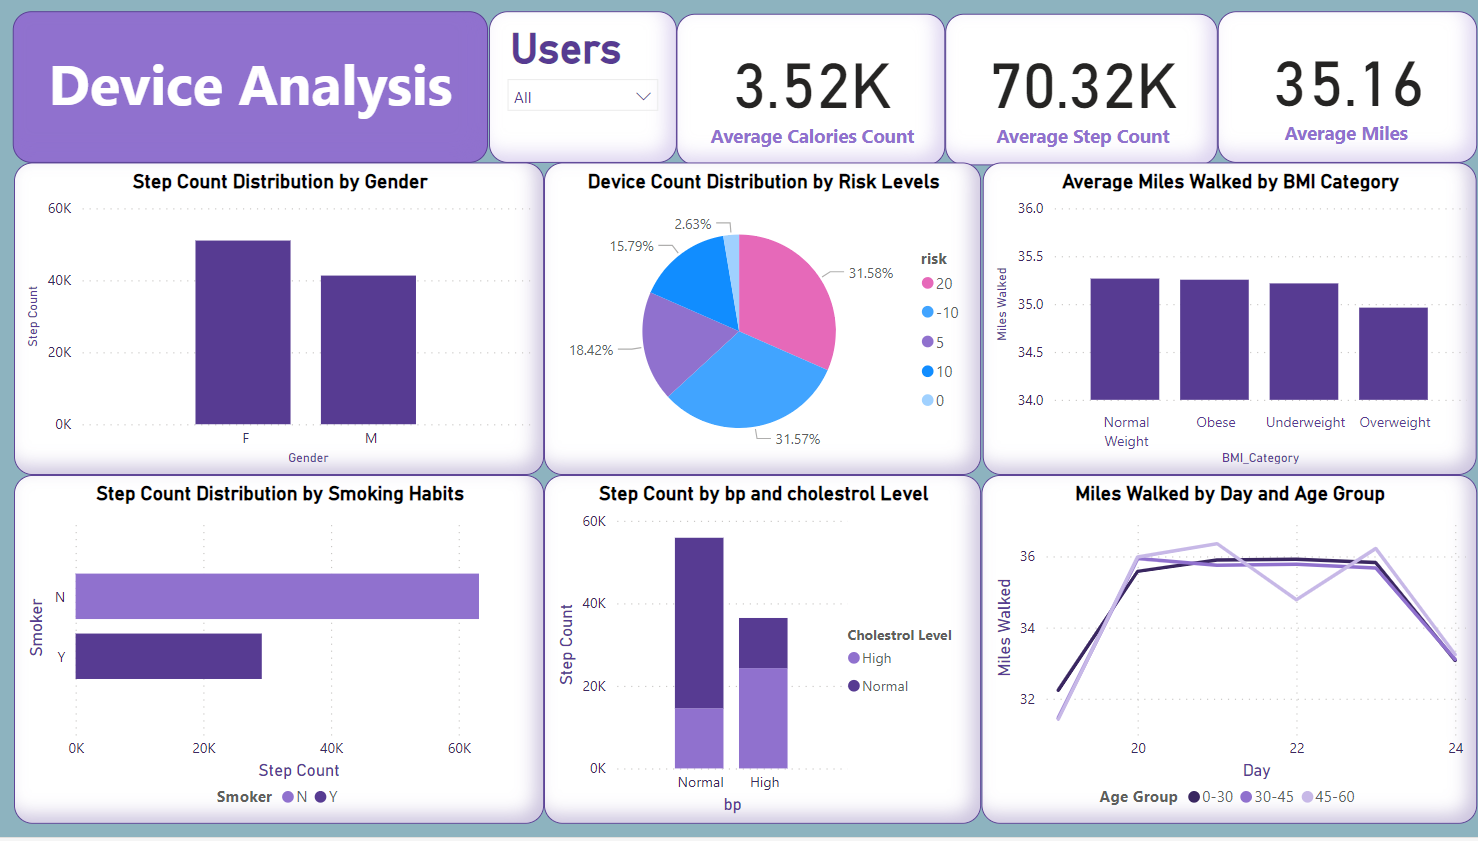 Device Analysis
Users
All
3.52K
Average Calories Count
70.32K
Average Step Count
35.16
Average Miles
Step Count Distribution by Gender
60K
40K
20K
0K
Step Count
F
M
Gender
Device Count Distribution by Risk Levels
2.63%
15.79%
18.42%
31.58%
31.57%
risk
20
-10
5
10
0
Average Miles Walked by BMI Category
36.0
35.5
35.0
34.5
34.0
Miles Walked
Normal
Weight
Obese
Underweight
Overweight
BMI_Category
Step Count Distribution by Smoking Habits
Smoker
N
Y
0K
20K
40K
60K
Step Count
Smoker N Y
Step Count by bp and cholestrol Level
60K
40K
20K
0K
Step Count
Normal
High
bp
Cholestrol Level
High
Normal
Miles Walked by Day and Age Group
36
34
32
Miles Walked
20
22
24
Day
Age Group 0-30 30-45 45-60